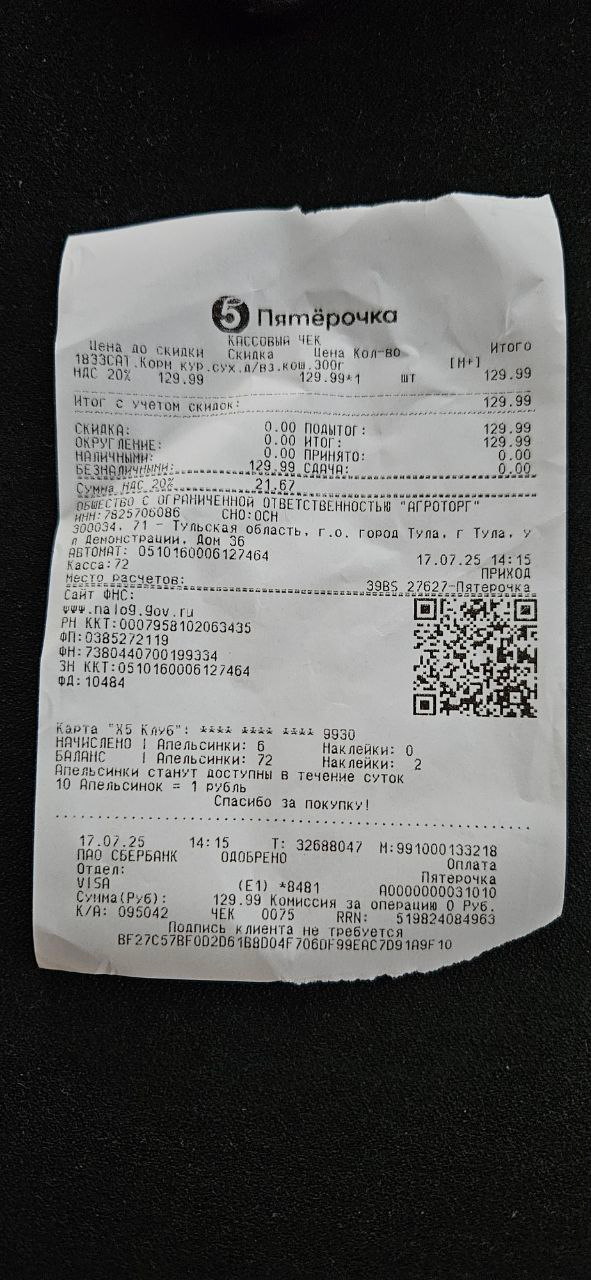 5 Пятёрочка
КАССОВЫЙ ЧЕК
Цена до скидки Скидка Цена Кол-во Итого
1833CAT.Корм кур.сух.д/вз.кош.300г [М+]
НДС 20% 129.99 129.99*1 шт 129.99
Итог с учетом скидок: 129.99
СКИДКА: 0.00 ПОДЫТОГ: 129.99
ОКРУГЛЕНИЕ: 0.00 ИТОГ: 129.99
НАЛИЧНЫМИ: 0.00 ПРИНЯТО: 0.00
БЕЗНАЛИЧНЫМИ: 129.99 СДАЧА: 0.00
Сумма НДС 20% 21.67
ОБЩЕСТВО С ОГРАНИЧЕННОЙ ОТВЕТСТВЕННОСТЬЮ "АГРОТОРГ"
ИНН:7825706086 СНО:ОСН
300034, 71 - Тульская область, г.о. город Тула, г Тула, у
л Демонстрации, Дом 36
АВТОМАТ: 0510160006127464 17.07.25 14:15
Касса:72 ПРИХОД
Место расчетов: 39BS 27627-Пятерочка
Сайт ФНС:
www.nalog.gov.ru
РН ККТ:0007958102063435
ФП:0385272119
ФН:7380440700199334
ЗН ККТ:0510160006127464
ФД:10484
Карта "X5 Клуб": **** **** **** 9930
НАЧИСЛЕНО | Апельсинки: 6 Наклейки: 0
БАЛАНС | Апельсинки: 72 Наклейки: 2
Апельсинки станут доступны в течение суток
10 Апельсинок = 1 рубль
Спасибо за покупку!
17.07.25 14:15 Т: 32688047 М:991000133218
ПАО СБЕРБАНК ОДОБРЕНО Оплата
Отдел: Пятерочка
VISA (E1) *8481 A0000000031010
Сумма(Руб): 129.99 Комиссия за операцию 0 Руб.
К/А: 095042 ЧЕК 0075 RRN: 519824084963
Подпись клиента не требуется
BF27C57BF0D2D61B8D04F706DF99EAC7D91A9F10